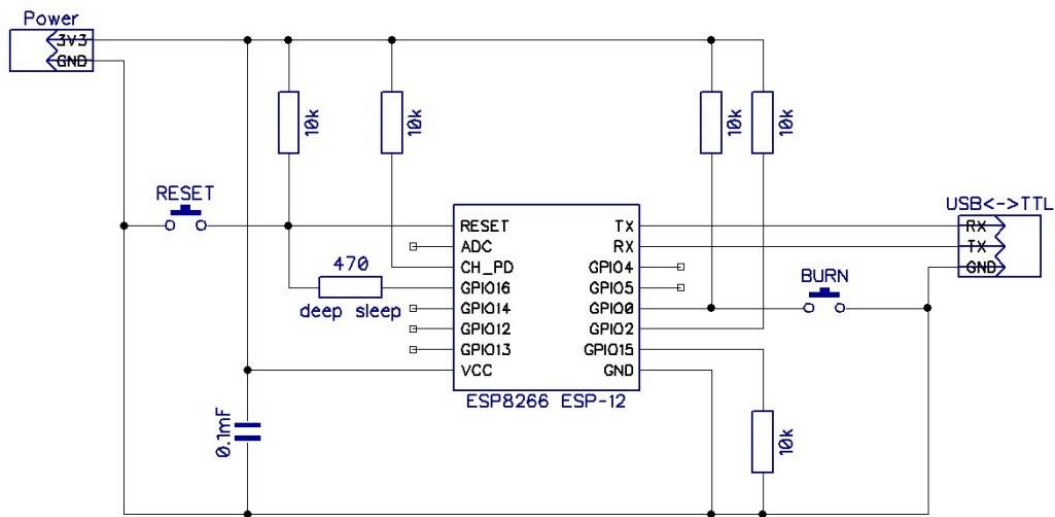 Power
3V3
GND
10k
10k
10k
10k
RESET
USB<->TTL
RESET
TX
RX
ADC
RX
TX
CH_PD
GPIO4
GND
470
GPIO16
GPIO5
BURN
deep sleep
GPIO14
GPIO0
GPIO12
GPIO2
GPIO13
GPIO15
VCC
GND
ESP8266 ESP-12
0.1mF
10k